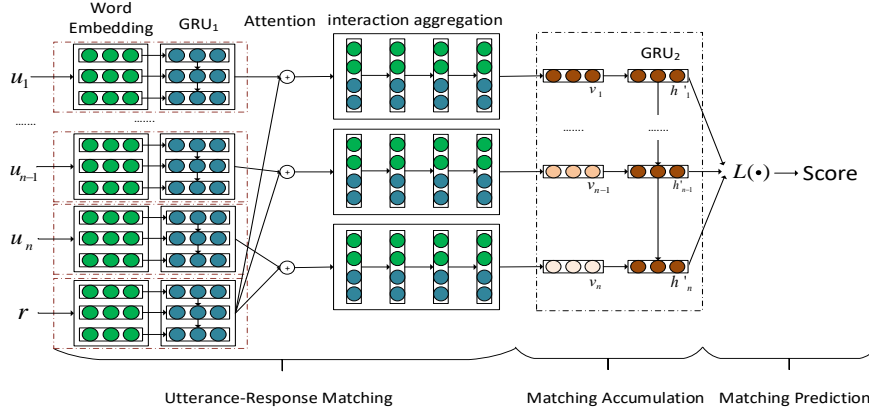 Word
Embedding
GRU₁
Attention
interaction aggregation
GRU₂
u₁
v₁
h'₁
.......
.......
.......
.......
uₙ₋₁
vₙ₋₁
h'ₙ₋₁
L(•)
Score
uₙ
vₙ
h'ₙ
r
+
+
+
Utterance-Response Matching
Matching Accumulation
Matching Prediction